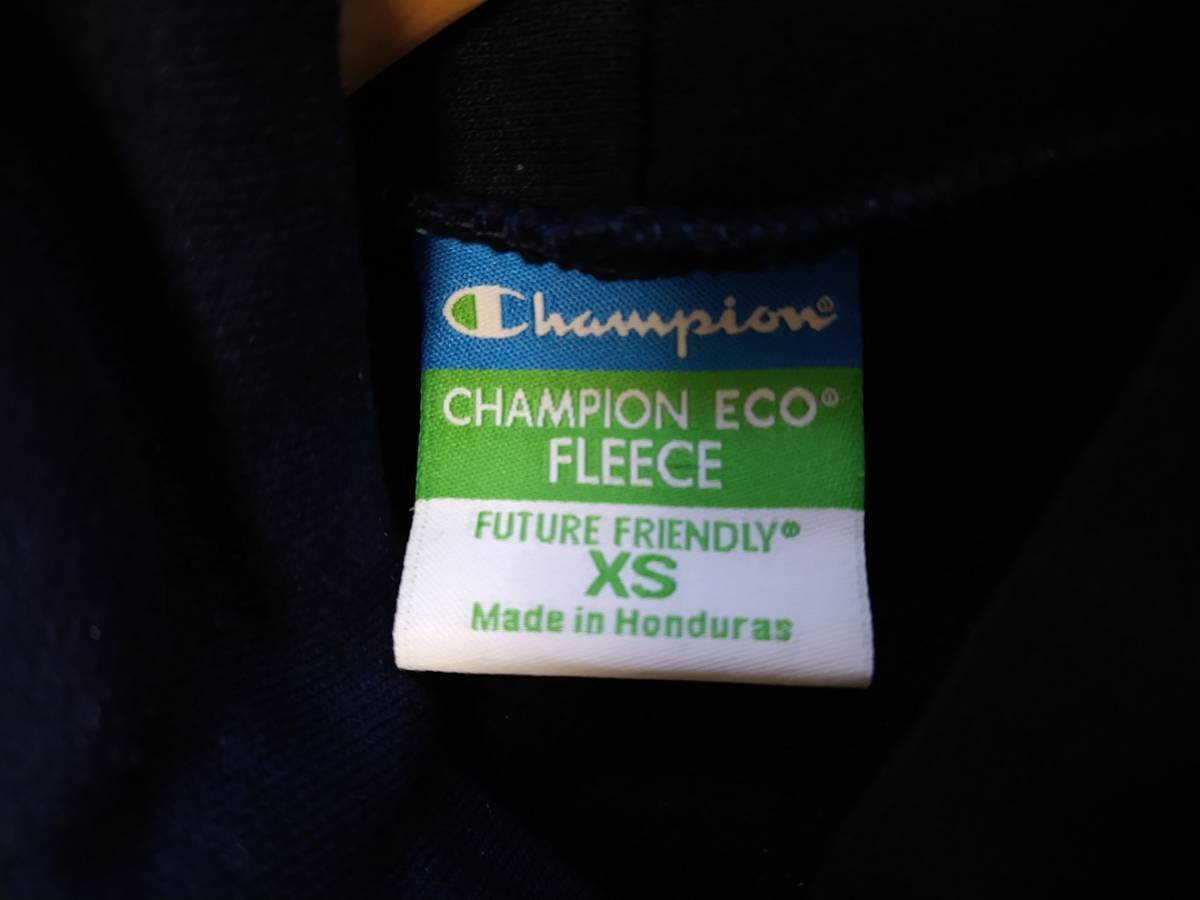 Champion®
CHAMPION ECO®
FLEECE
FUTURE FRIENDLY®
XS
Made in Honduras